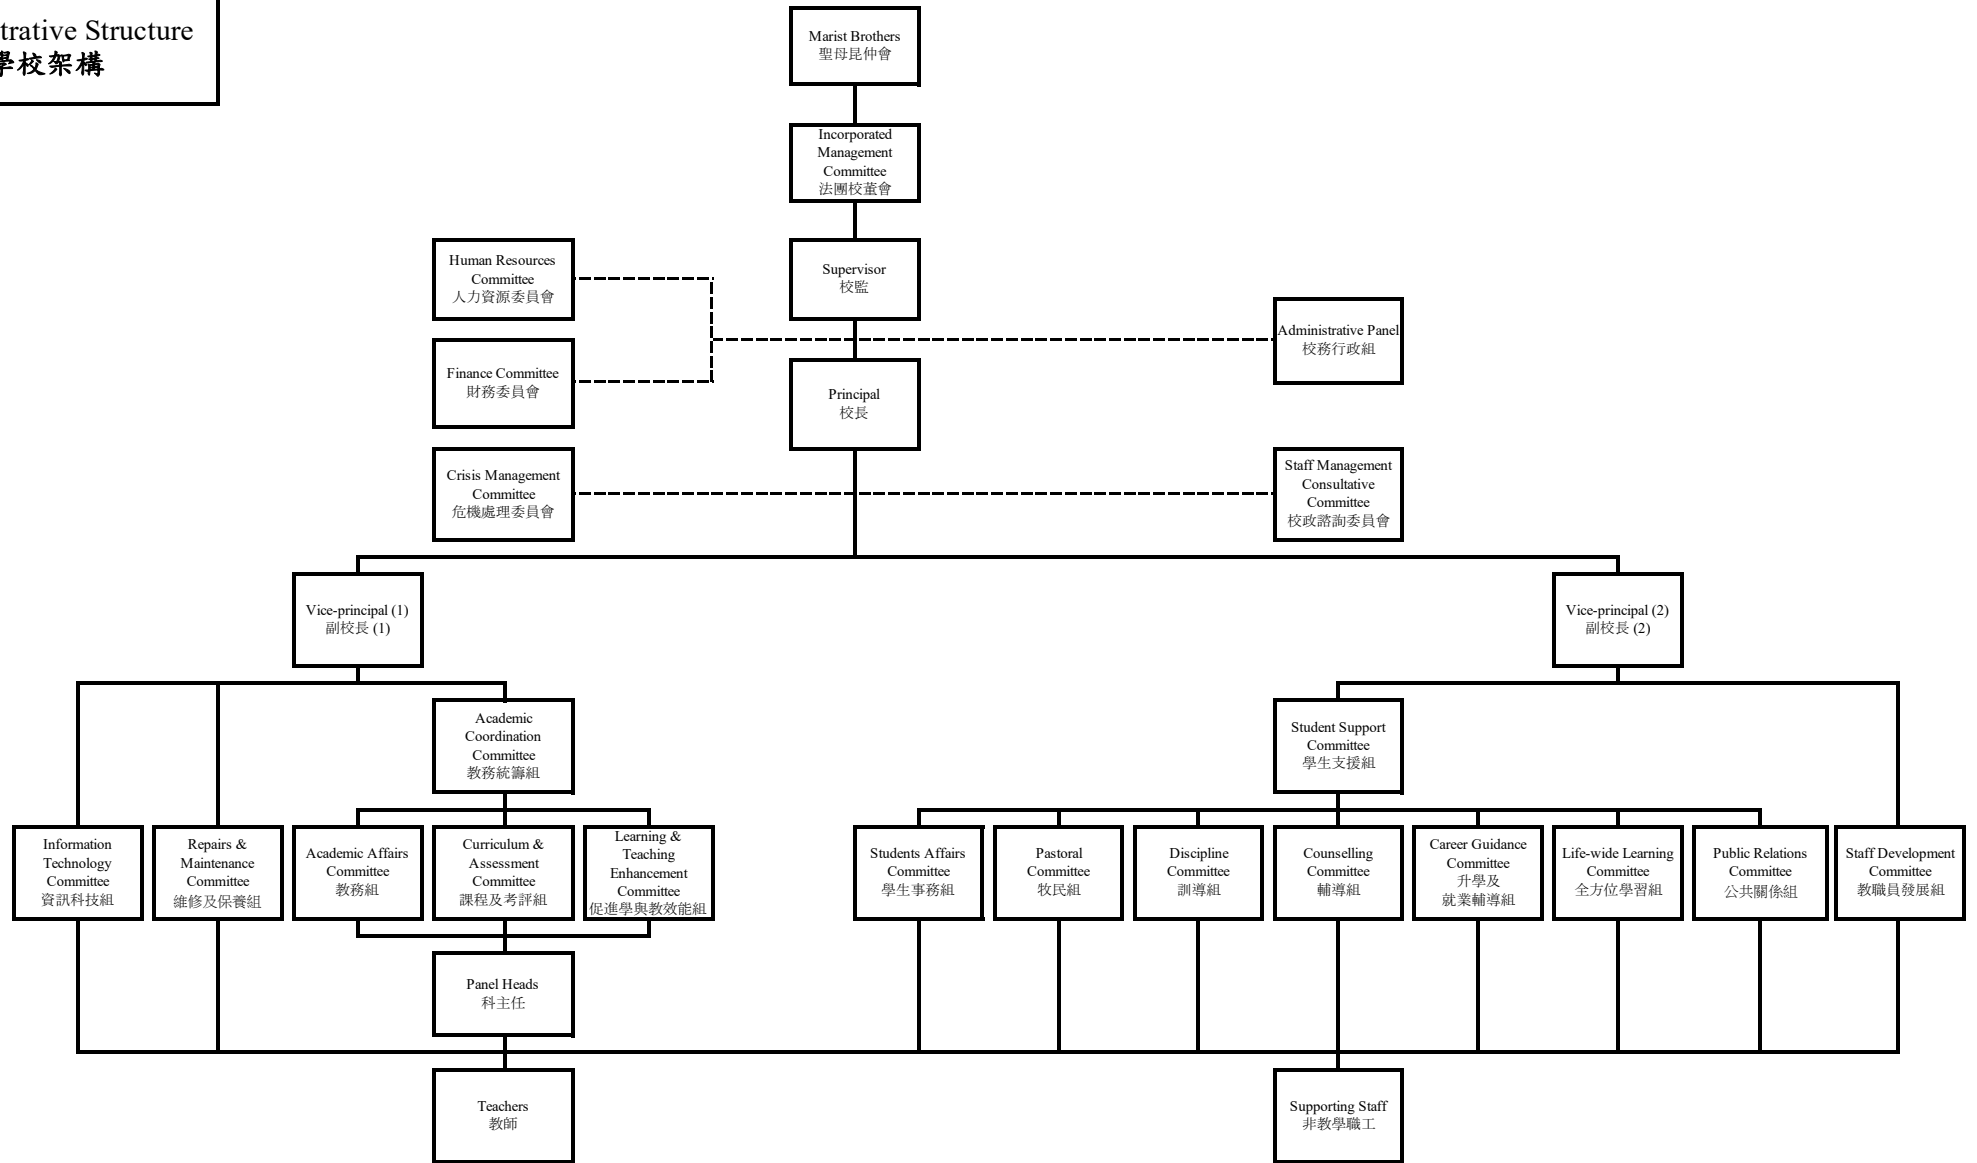 Structure
學校架構
Marist Brothers
聖母昆仲會
Incorporated
Management
Committee
法團校董會
Human Resources
Committee
人力資源委員會
Supervisor
校監
Administrative Panel
校務行政組
Finance Committee
財務委員會
Principal
校長
Crisis Management
Committee
危機處理委員會
Staff Management
Consultative
Committee
校政諮詢委員會
Vice-principal (1)
副校長 (1)
Vice-principal (2)
副校長 (2)
Academic
Coordination
Committee
教務統籌組
Student Support
Committee
學生支援組
Information
Technology
Committee
資訊科技組
Repairs &
Maintenance
Committee
維修及保養組
Academic Affairs
Committee
教務組
Curriculum &
Assessment
Committee
課程及考評組
Learning &
Teaching
Enhancement
Committee
促進學與教效能組
Students Affairs
Committee
學生事務組
Pastoral
Committee
牧民組
Discipline
Committee
訓導組
Counselling
Committee
輔導組
Career Guidance
Committee
升學及
就業輔導組
Life-wide Learning
Committee
全方位學習組
Public Relations
Committee
公共關係組
Staff Development
Committee
教職員發展組
Panel Heads
科主任
Teachers
教師
Supporting Staff
非教學職工